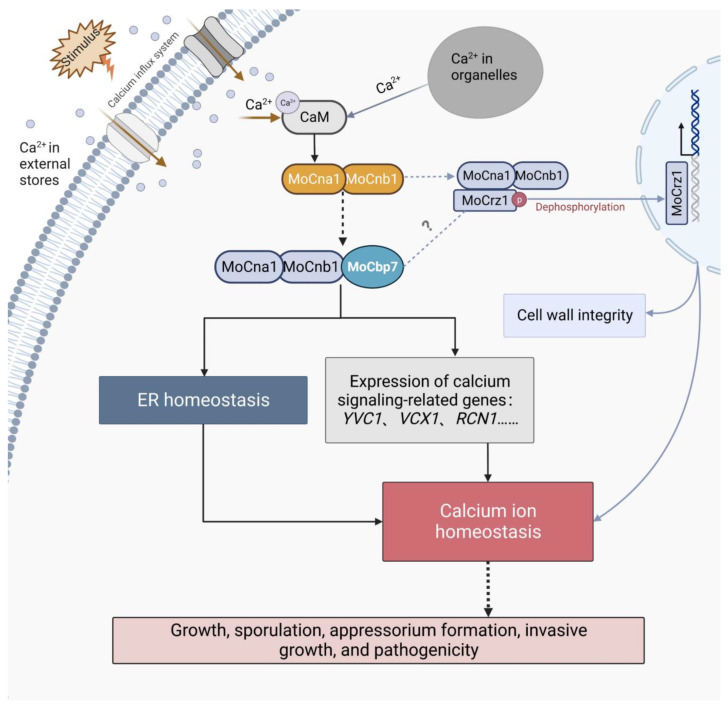 Stimulus
Calcium influx system
Ca²⁺ in
external
stores
Ca²⁺
Ca²⁺
CaM
Ca²⁺
Ca²⁺ in
organelles
MoCna1 MoCnb1
MoCna1 MoCnb1
MoCrz1 P
Dephosphorylation
MoCrz1
?
MoCna1 MoCnb1 MoCbp7
Cell wall integrity
ER homeostasis
Expression of calcium
signaling-related genes:
YVC1、VCX1、RCN1......
Calcium ion
homeostasis
Growth, sporulation, appressorium formation, invasive
growth, and pathogenicity